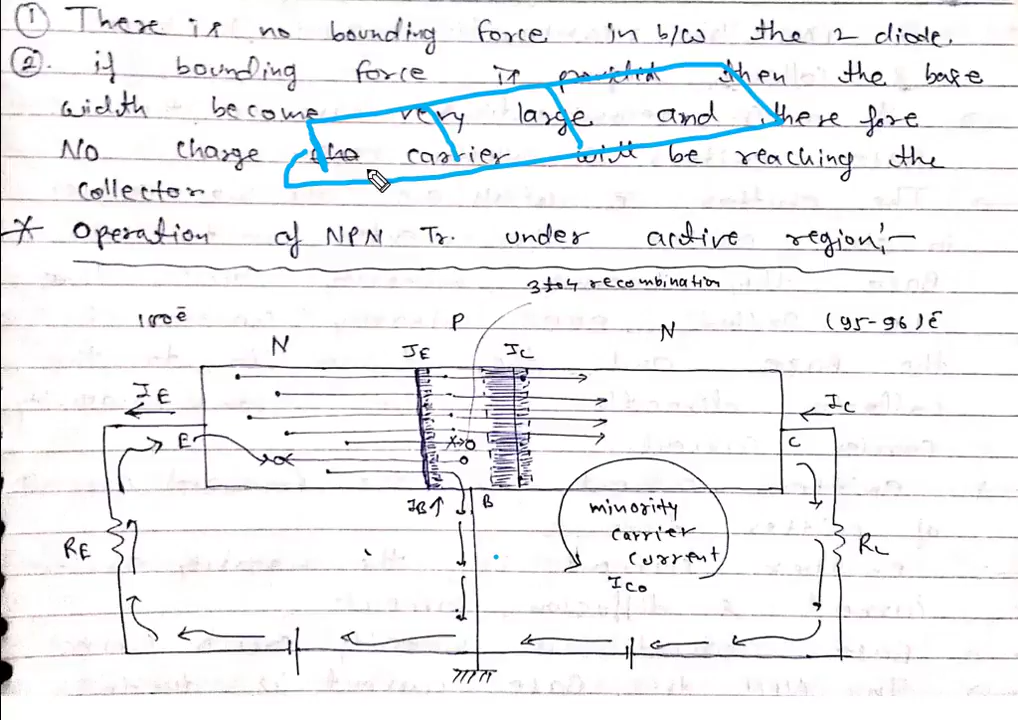 ① There is no bounding force in b/w the 2 diode.
②. if bounding force is provided then the base
width become very large and there fore
No charge carrier will be reaching the
collector.
* Operation of NPN Tr. under active region:-
3 to 4 recombination
100ē P N (95-96)ē
N JE JC
IE IC
E C
IB↑ B
minority
carrier
current
ICO
RE RL